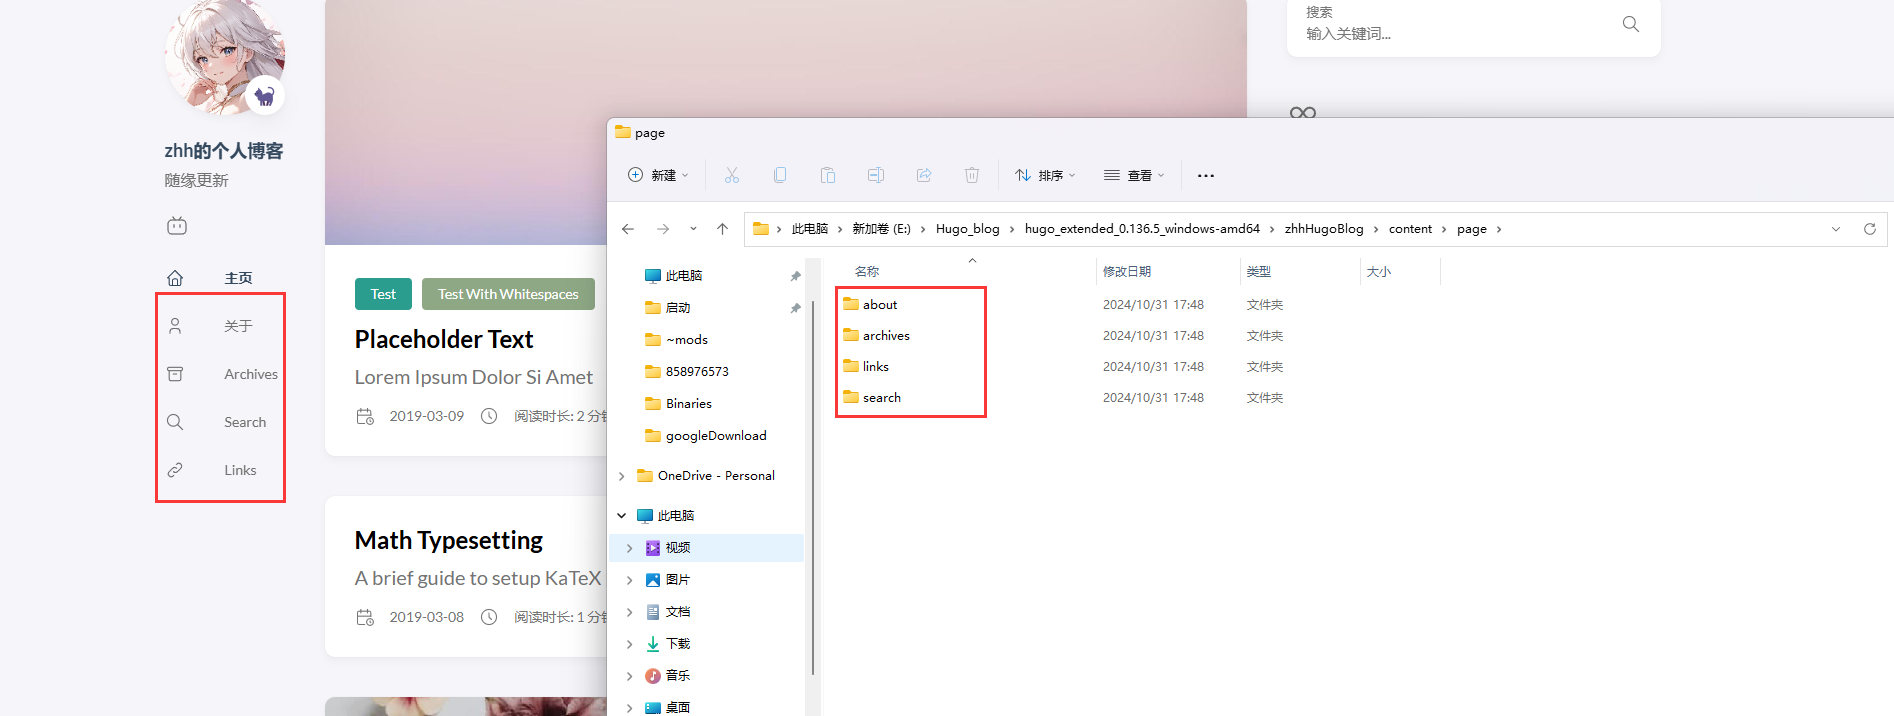 zhh的个人博客
随缘更新
主页
关于
Archives
Search
Links
Test
Test With Whitespaces
Placeholder Text
Lorem Ipsum Dolor Si Amet
2019-03-09
阅读时长: 2 分
Math Typesetting
A brief guide to setup KaTeX
2019-03-08
阅读时长: 1 分
搜索
输入关键词...
page
新建
排序
查看
此电脑 › 新加卷 (E:) › Hugo_blog › hugo_extended_0.136.5_windows-amd64 › zhhHugoBlog › content › page ›
此电脑
启动
~mods
858976573
Binaries
googleDownload
OneDrive - Personal
此电脑
视频
图片
文档
下载
音乐
桌面
名称 修改日期 类型 大小
about 2024/10/31 17:48 文件夹
archives 2024/10/31 17:48 文件夹
links 2024/10/31 17:48 文件夹
search 2024/10/31 17:48 文件夹